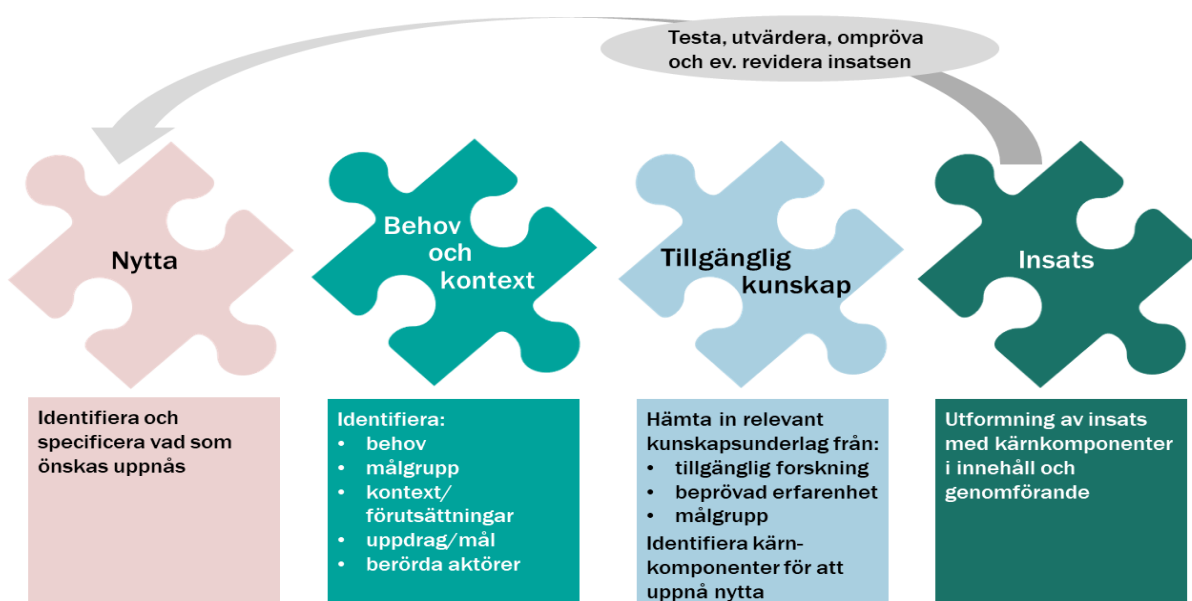 Testa, utvärdera, ompröva
och ev. revidera insatsen
Nytta
Behov
och
kontext
Tillgänglig
kunskap
Insats
Identifiera och
specificera vad som
önskas uppnås
Identifiera:
• behov
• målgrupp
• kontext/
förutsättningar
• uppdrag/mål
• berörda aktörer
Hämta in relevant
kunskapsunderlag från:
• tillgänglig forskning
• beprövad erfarenhet
• målgrupp
Identifiera kärn-
komponenter för att
uppnå nytta
Utformning av insats
med kärnkomponenter
i innehåll och
genomförande